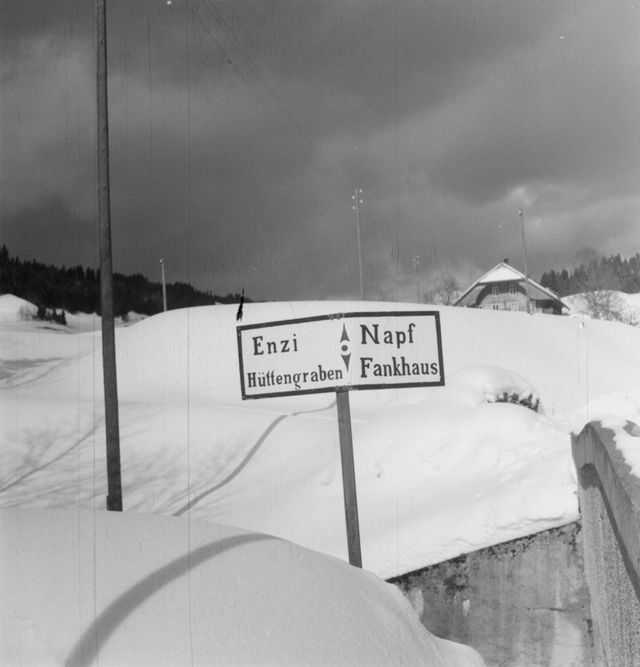 Enzi
Hüttengraben
Napf
Fankhaus